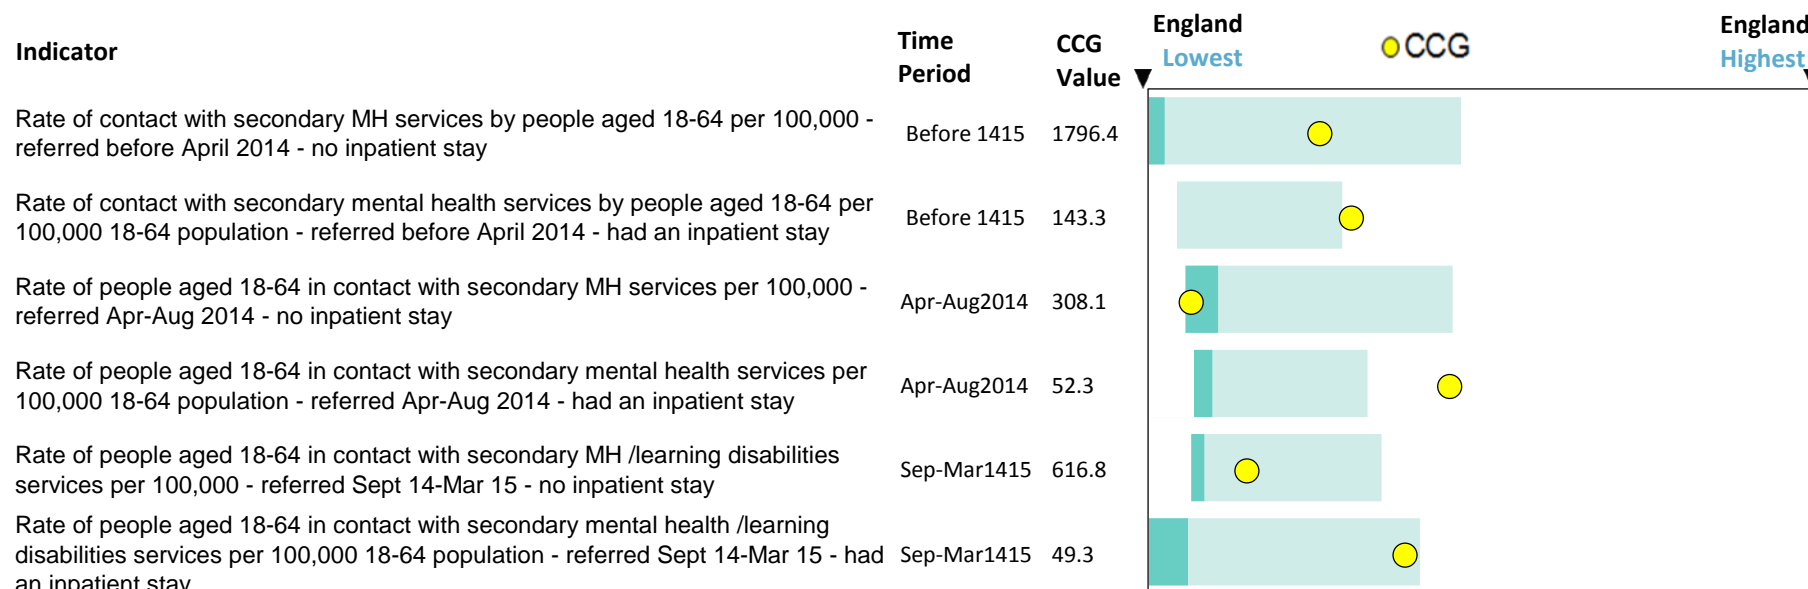 Indicator
Time Period
CCG Value
England Lowest
CCG
England Highest
Rate of contact with secondary MH services by people aged 18-64 per 100,000 -
referred before April 2014 - no inpatient stay
Before 1415 1796.4
Rate of contact with secondary mental health services by people aged 18-64 per
100,000 18-64 population - referred before April 2014 - had an inpatient stay
Before 1415 143.3
Rate of people aged 18-64 in contact with secondary MH services per 100,000 -
referred Apr-Aug 2014 - no inpatient stay
Apr-Aug2014 308.1
Rate of people aged 18-64 in contact with secondary mental health services per
100,000 18-64 population - referred Apr-Aug 2014 - had an inpatient stay
Apr-Aug2014 52.3
Rate of people aged 18-64 in contact with secondary MH /learning disabilities
services per 100,000 - referred Sept 14-Mar 15 - no inpatient stay
Sep-Mar1415 616.8
Rate of people aged 18-64 in contact with secondary mental health /learning
disabilities services per 100,000 18-64 population - referred Sept 14-Mar 15 - had
an inpatient stay
Sep-Mar1415 49.3